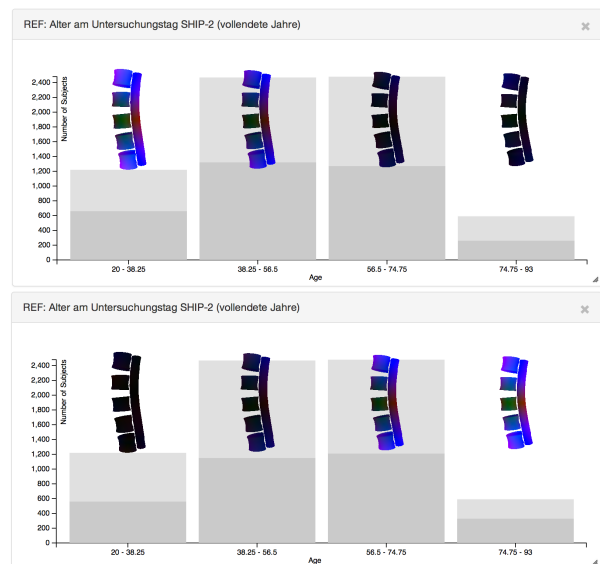 REF: Alter am Untersuchungstag SHIP-2 (vollendete Jahre)
×
Number of Subjects
2,400
2,200
2,000
1,800
1,600
1,400
1,200
1,000
800
600
400
200
0
20 - 38.25
38.25 - 56.5
56.5 - 74.75
74.75 - 93
Age
REF: Alter am Untersuchungstag SHIP-2 (vollendete Jahre)
×
Number of Subjects
2,400
2,200
2,000
1,800
1,600
1,400
1,200
1,000
800
600
400
200
0
20 - 38.25
38.25 - 56.5
56.5 - 74.75
74.75 - 93
Age